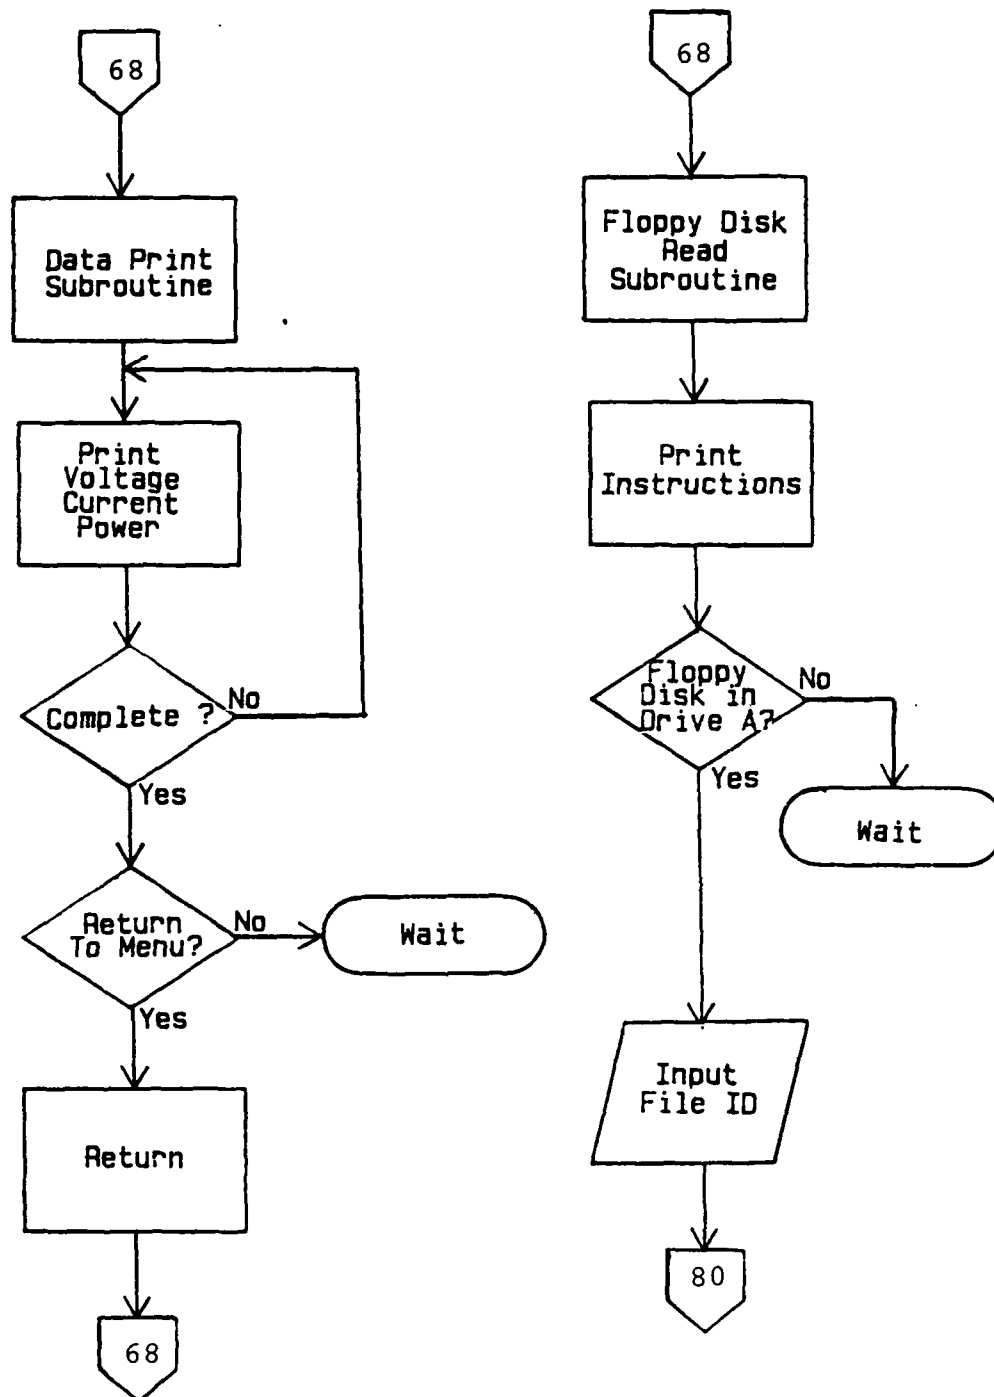 68
Data Print
Subroutine
Print
Voltage
Current
Power
Complete ?
No
Yes
Return
To Menu?
No
Wait
Yes
Return
68
68
Floppy Disk
Read
Subroutine
Print
Instructions
Floppy
Disk in
Drive A?
No
Yes
Wait
Input
File ID
80